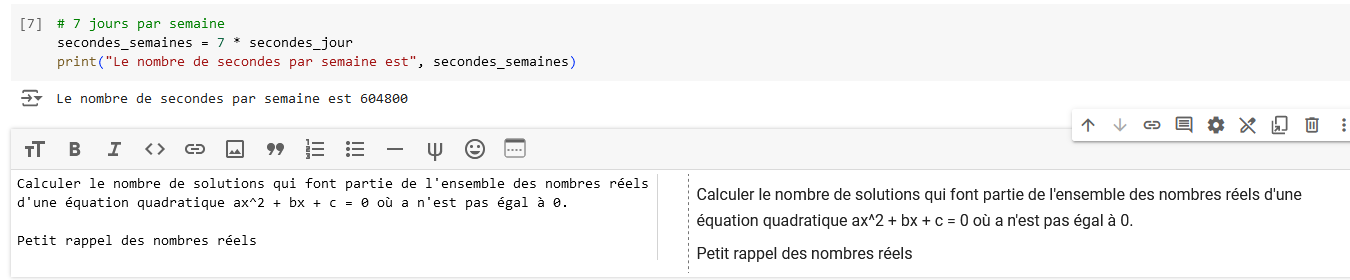 [7] # 7 jours par semaine
secondes_semaines = 7 * secondes_jour
print("Le nombre de secondes par semaine est", secondes_semaines)
Le nombre de secondes par semaine est 604800
Calculer le nombre de solutions qui font partie de l'ensemble des nombres réels
d'une équation quadratique ax^2 + bx + c = 0 où a n'est pas égal à 0.
Petit rappel des nombres réels
Calculer le nombre de solutions qui font partie de l'ensemble des nombres réels d'une
équation quadratique ax^2 + bx + c = 0 où a n'est pas égal à 0.
Petit rappel des nombres réels